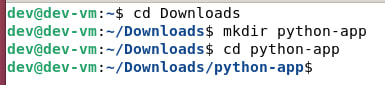 dev@dev-vm:~$ cd Downloads
dev@dev-vm:~/Downloads$ mkdir python-app
dev@dev-vm:~/Downloads$ cd python-app
dev@dev-vm:~/Downloads/python-app$